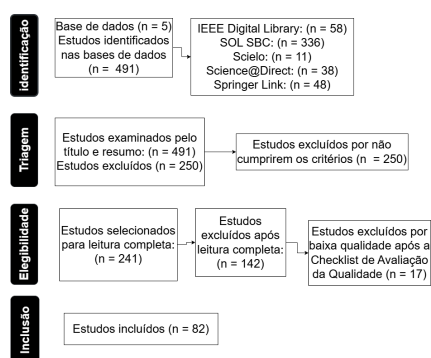 identificação
Base de dados (n = 5)
Estudos identificados
nas bases de dados
(n = 491)
IEEE Digital Library: (n = 58)
SOL SBC: (n = 336)
Scielo: (n = 11)
Science@Direct: (n = 38)
Springer Link: (n = 48)
Triagem
Estudos examinados pelo
título e resumo: (n = 491)
Estudos excluídos (n = 250)
Estudos excluídos por não
cumprirem os critérios (n = 250)
Elegibilidade
Estudos selecionados
para leitura completa:
(n = 241)
Estudos
excluídos após
leitura completa:
(n = 142)
Estudos excluídos por
baixa qualidade após a
Checklist de Avaliação
da Qualidade (n = 17)
Inclusão
Estudos incluídos (n = 82)